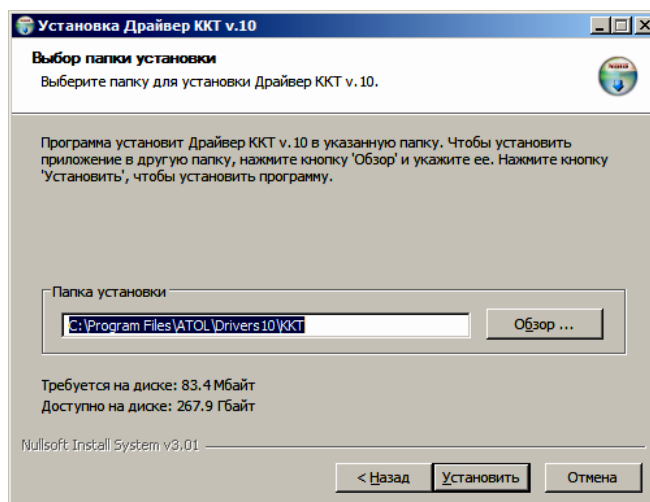 Установка Драйвер ККТ v.10
Выбор папки установки
Выберите папку для установки Драйвер ККТ v.10.
Программа установит Драйвер ККТ v.10 в указанную папку. Чтобы установить
приложение в другую папку, нажмите кнопку 'Обзор' и укажите ее. Нажмите кнопку
'Установить', чтобы установить программу.
Папка установки
C:\Program Files\ATOL\Drivers10\KKT
Обзор ...
Требуется на диске: 83.4 Мбайт
Доступно на диске: 267.9 Гбайт
Nullsoft Install System v3.01
< Назад
Установить
Отмена